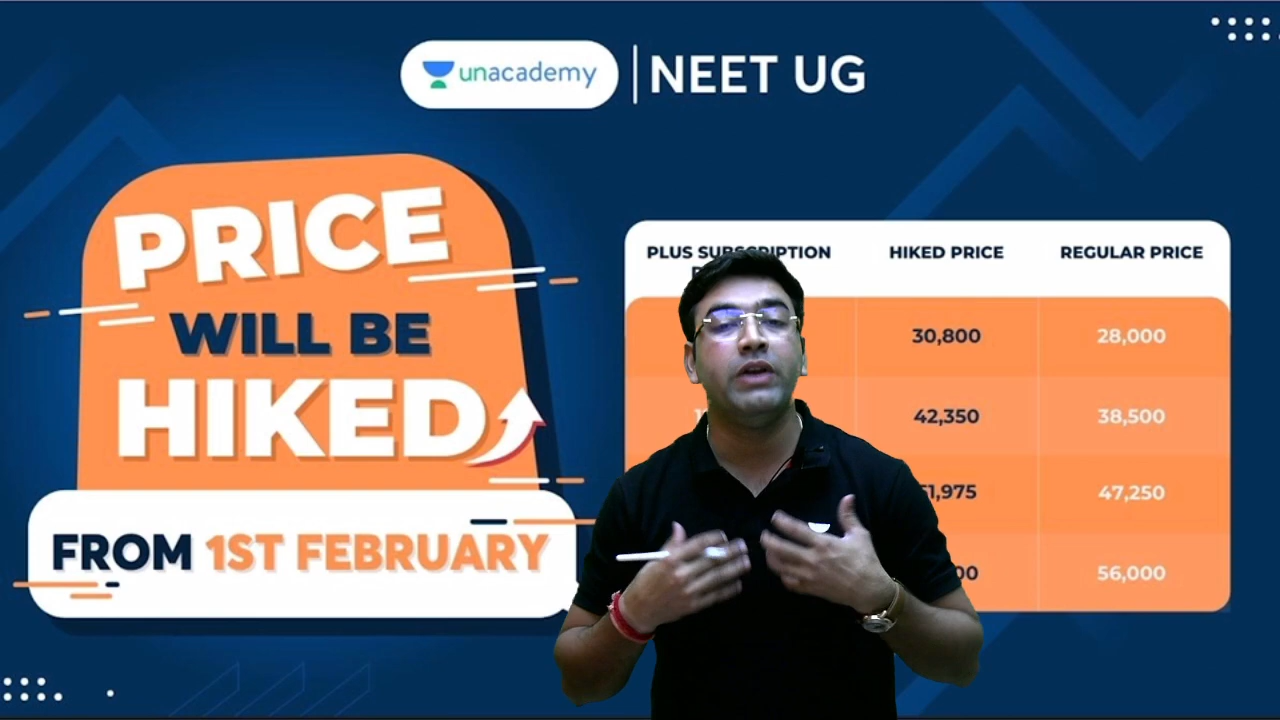 unacademy | NEET UG
PRICE
WILL BE
HIKED
FROM 1ST FEBRUARY
PLUS SUBSCRIPTION HIKED PRICE REGULAR PRICE
30,800 28,000
42,350 38,500
47,250
56,000